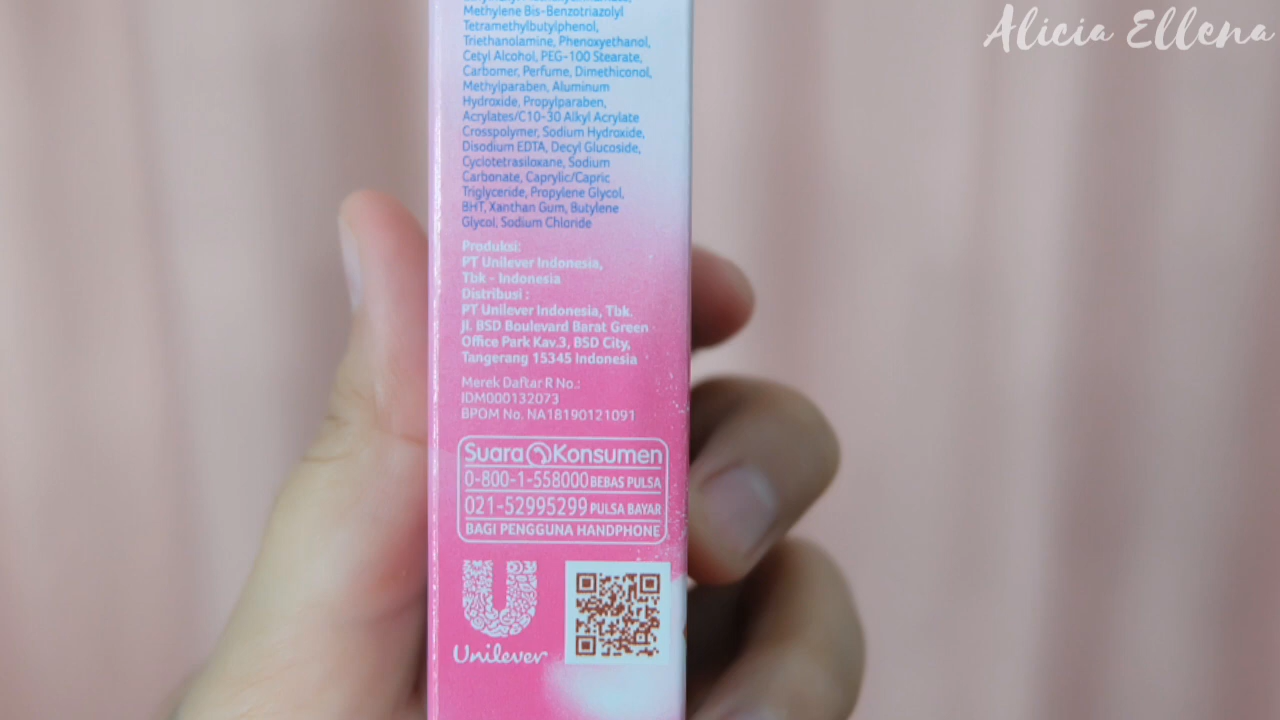 Alicia Ellena
Methylene Bis-Benzotriazolyl
Tetramethylbutylphenol,
Triethanolamine, Phenoxyethanol,
Cetyl Alcohol, PEG-100 Stearate,
Carbomer, Perfume, Dimethiconol,
Methylparaben, Aluminum
Hydroxide, Propylparaben,
Acrylates/C10-30 Alkyl Acrylate
Crosspolymer, Sodium Hydroxide,
Disodium EDTA, Decyl Glucoside,
Cyclotetrasiloxane, Sodium
Carbonate, Caprylic/Capric
Triglyceride, Propylene Glycol,
BHT, Xanthan Gum, Butylene
Glycol, Sodium Chloride
Produksi:
PT Unilever Indonesia,
Tbk - Indonesia
Distribusi :
PT Unilever Indonesia, Tbk.
Jl. BSD Boulevard Barat Green
Office Park Kav.3, BSD City,
Tangerang 15345 Indonesia
Merek Daftar R No.:
IDM000132073
BPOM No. NA18190121091
Suara Konsumen
0-800-1-558000 BEBAS PULSA
021-52995299 PULSA BAYAR
BAGI PENGGUNA HANDPHONE
Unilever